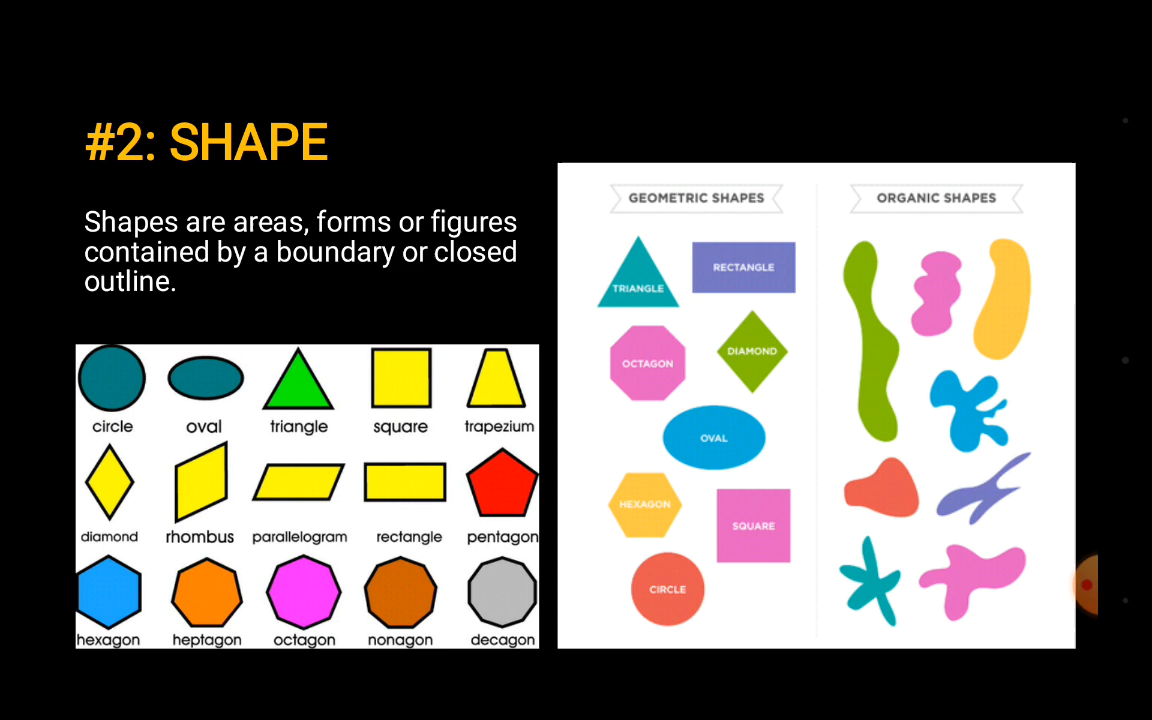 #2: SHAPE
Shapes are areas, forms or figures
contained by a boundary or closed
outline.
circle oval triangle square trapezium
diamond rhombus parallelogram rectangle pentagon
hexagon heptagon octagon nonagon decagon
GEOMETRIC SHAPES
TRIANGLE
RECTANGLE
OCTAGON
DIAMOND
OVAL
HEXAGON
SQUARE
CIRCLE
ORGANIC SHAPES